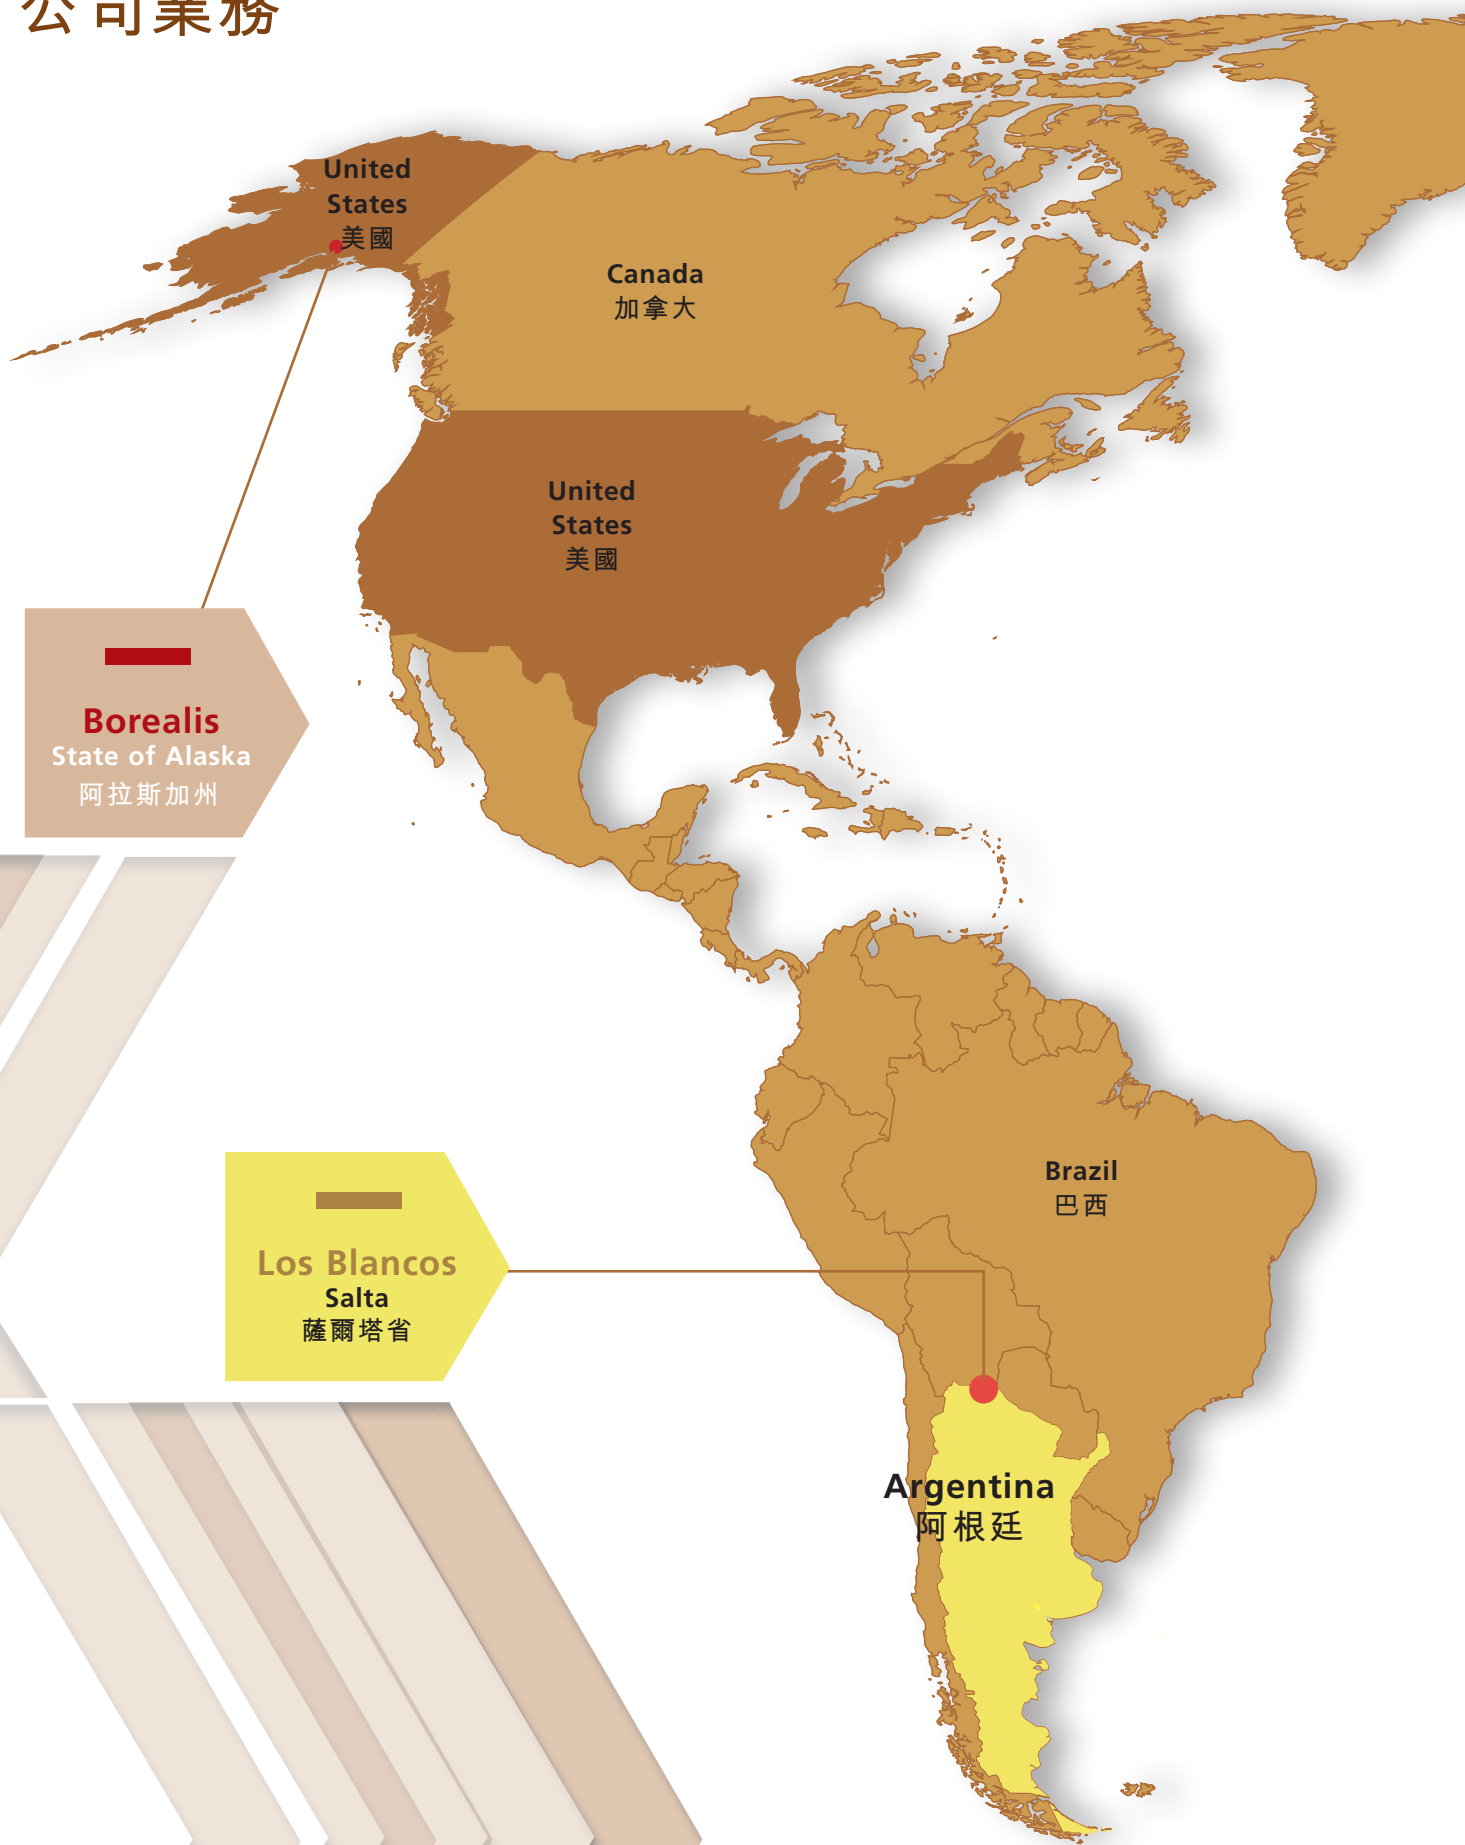 公司業務
United
States
美國
Canada
加拿大
United
States
美國
Borealis
State of Alaska
阿拉斯加州
Brazil
巴西
Los Blancos
Salta
薩爾塔省
Argentina
阿根廷